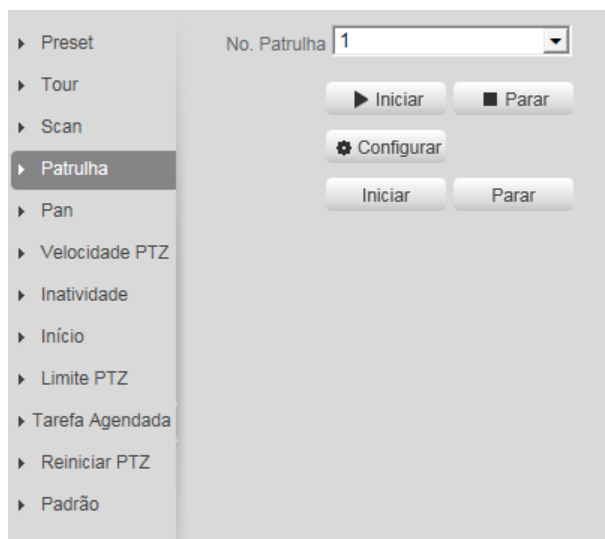 Preset
Tour
Scan
Patrulha
Pan
Velocidade PTZ
Inatividade
Início
Limite PTZ
Tarefa Agendada
Reiniciar PTZ
Padrão
No. Patrulha 1
Iniciar Parar
Configurar
Iniciar Parar